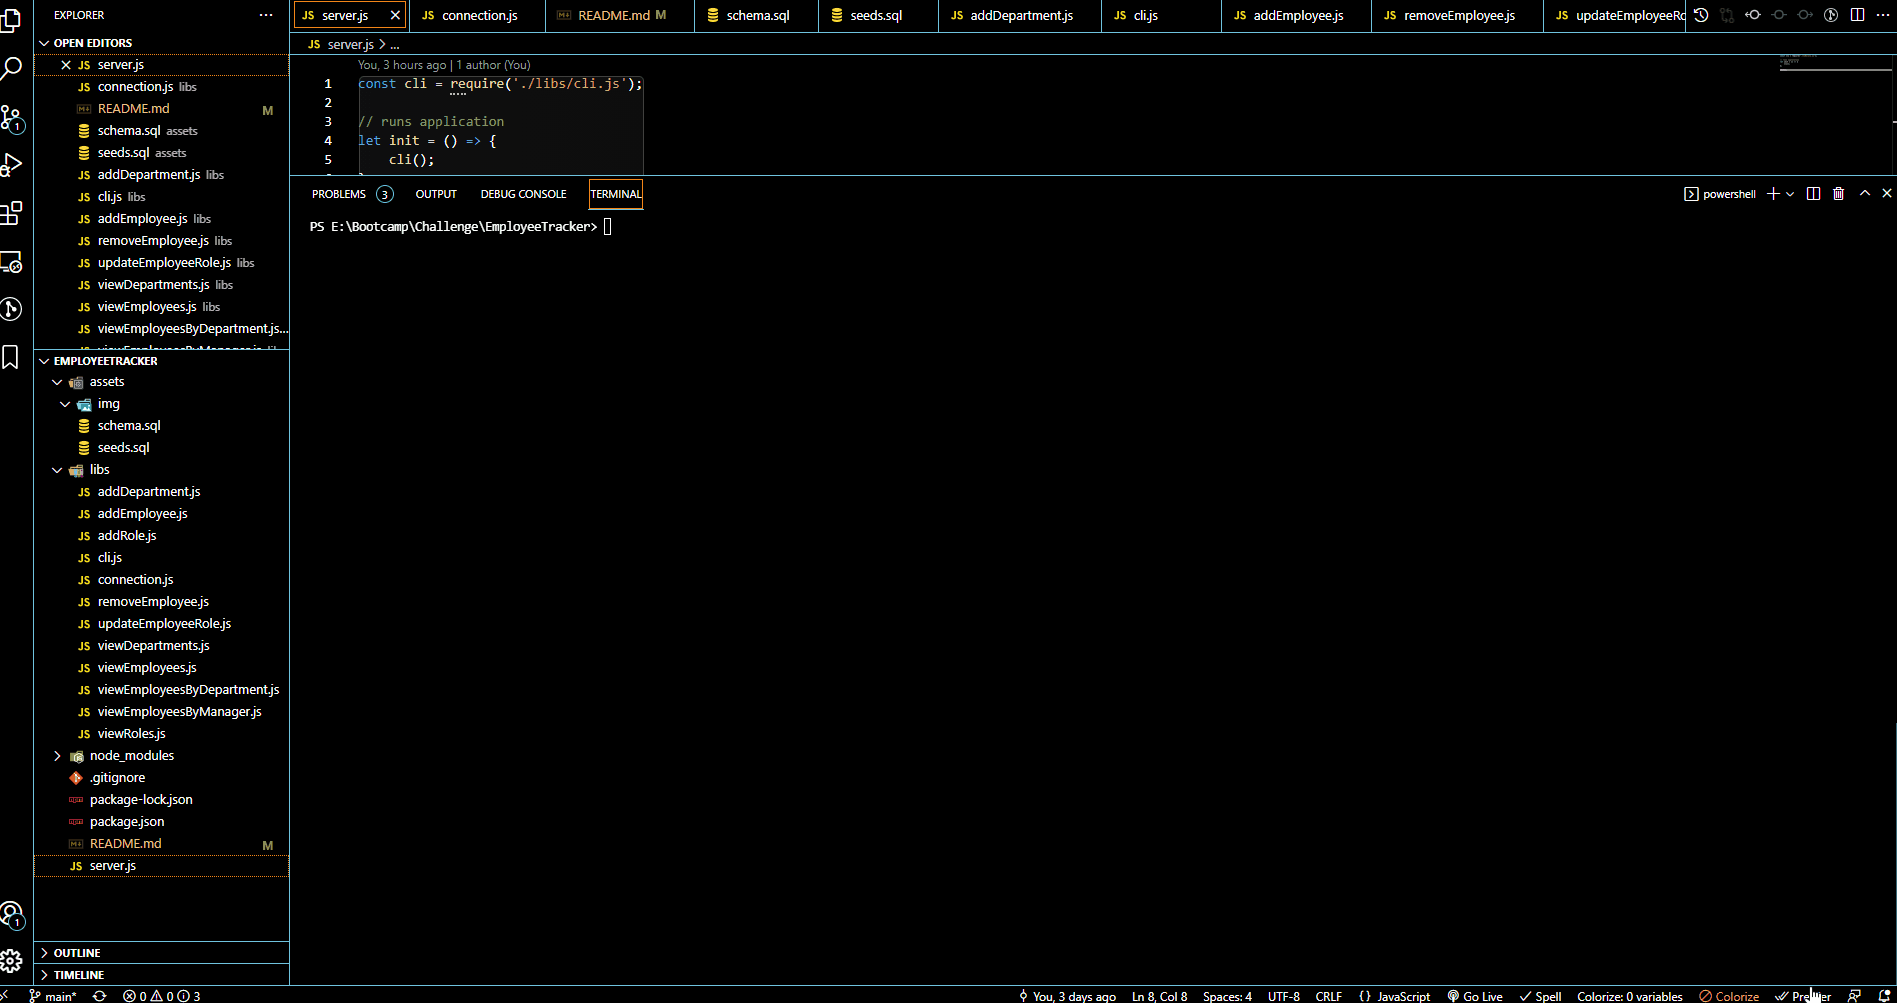 EXPLORER
OPEN EDITORS
JS server.js
JS connection.js libs
README.md M
schema.sql assets
seeds.sql assets
JS addDepartment.js libs
JS cli.js libs
JS addEmployee.js libs
JS removeEmployee.js libs
JS updateEmployeeRole.js libs
JS viewDepartments.js libs
JS viewEmployees.js libs
JS viewEmployeesByDepartment.js...
EMPLOYEETRACKER
assets
img
schema.sql
seeds.sql
libs
JS addDepartment.js
JS addEmployee.js
JS addRole.js
JS cli.js
JS connection.js
JS removeEmployee.js
JS updateEmployeeRole.js
JS viewDepartments.js
JS viewEmployees.js
JS viewEmployeesByDepartment.js
JS viewEmployeesByManager.js
JS viewRoles.js
node_modules
.gitignore
package-lock.json
package.json
README.md M
JS server.js
OUTLINE
TIMELINE
1
1
JS server.js JS connection.js README.md M schema.sql seeds.sql JS addDepartment.js JS cli.js JS addEmployee.js JS removeEmployee.js JS updateEmployeeRo
JS server.js > ...
You, 3 hours ago | 1 author (You)
1 const cli = require('./libs/cli.js');
2
3 // runs application
4 let init = () => {
5 cli();
PROBLEMS 3 OUTPUT DEBUG CONSOLE TERMINAL powershell
PS E:\Bootcamp\Challenge\EmployeeTracker>
main* 0 0 3 You, 3 days ago Ln 8, Col 8 Spaces: 4 UTF-8 CRLF {} JavaScript Go Live Spell Colorize: 0 variables Colorize